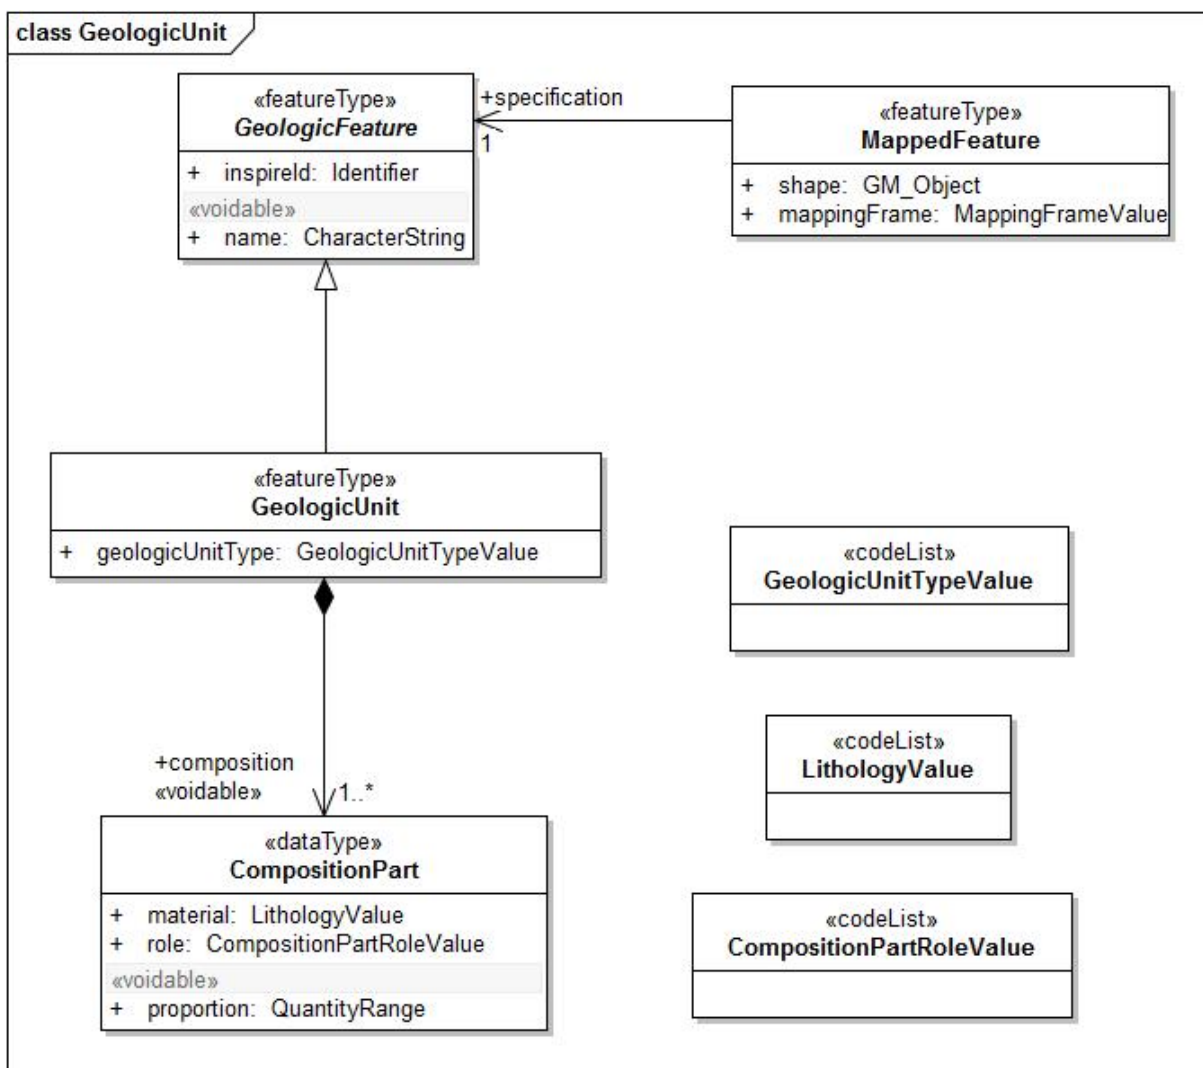 class GeologicUnit
«featureType»
GeologicFeature
+ inspireId: Identifier
«voidable»
+ name: CharacterString
+specification
1
«featureType»
MappedFeature
+ shape: GM_Object
+ mappingFrame: MappingFrameValue
«featureType»
GeologicUnit
+ geologicUnitType: GeologicUnitTypeValue
«codeList»
GeologicUnitTypeValue
«codeList»
LithologyValue
+composition
«voidable»
1..*
«dataType»
CompositionPart
+ material: LithologyValue
+ role: CompositionPartRoleValue
«voidable»
+ proportion: QuantityRange
«codeList»
CompositionPartRoleValue